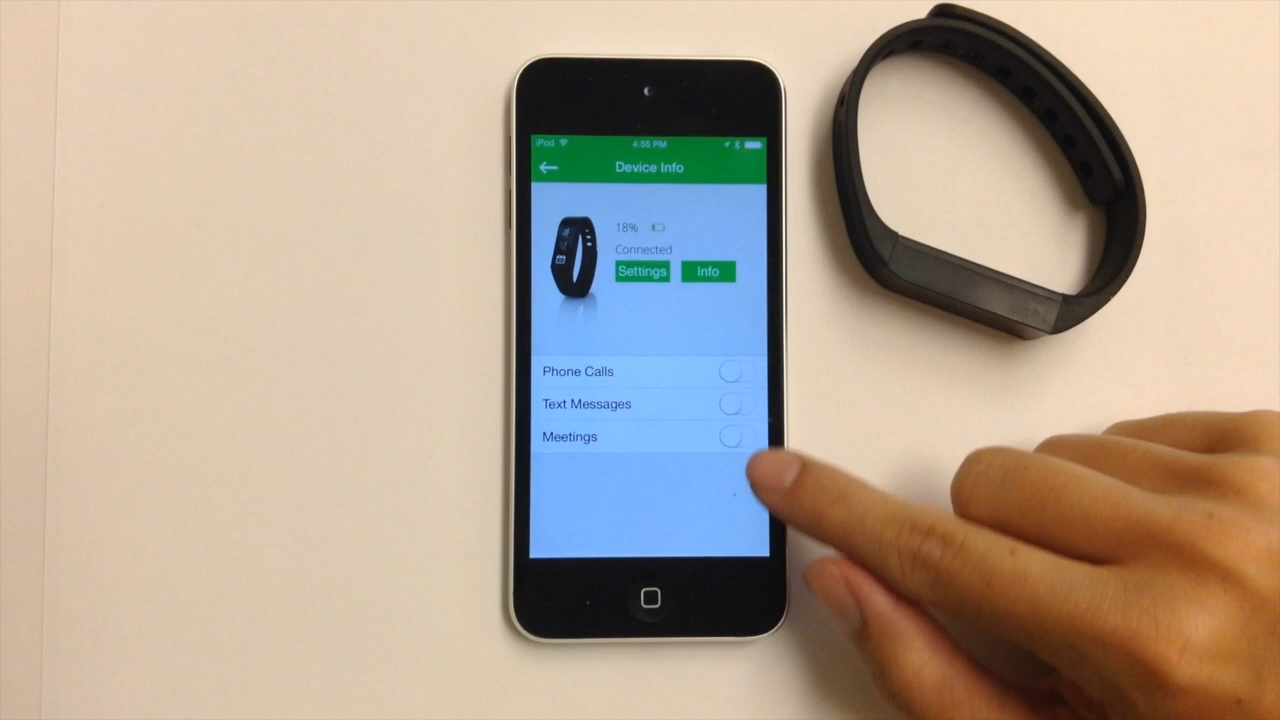 iPod 4:55 PM
Device Info
18%
Connected
Settings Info
Phone Calls
Text Messages
Meetings